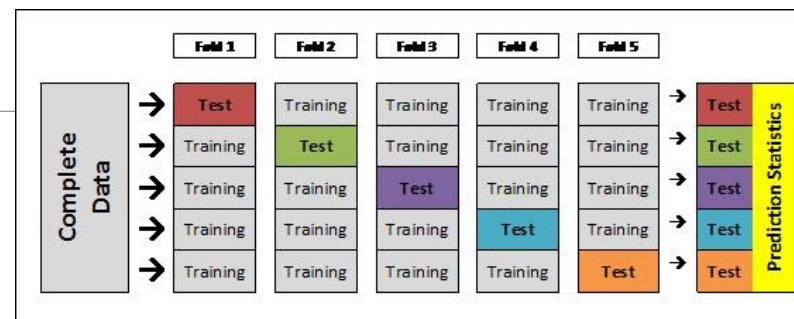 Fold 1 Fold 2 Fold 3 Fold 4 Fold 5
Complete
Data
Test Training Training Training Training Test
Training Test Training Training Training Test
Training Training Test Training Training Test
Training Training Training Test Training Test
Training Training Training Training Test Test
Prediction Statistics